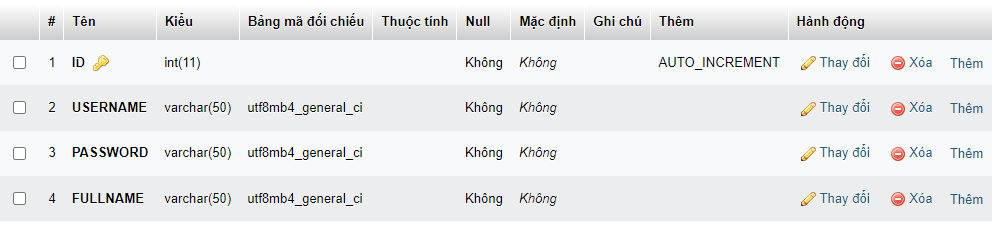 # Tên Kiểu Bảng mã đối chiếu Thuộc tính Null Mặc định Ghi chú Thêm Hành động
1 ID int(11) Không Không AUTO_INCREMENT Thay đổi Xóa Thêm
2 USERNAME varchar(50) utf8mb4_general_ci Không Không Thay đổi Xóa Thêm
3 PASSWORD varchar(50) utf8mb4_general_ci Không Không Thay đổi Xóa Thêm
4 FULLNAME varchar(50) utf8mb4_general_ci Không Không Thay đổi Xóa Thêm